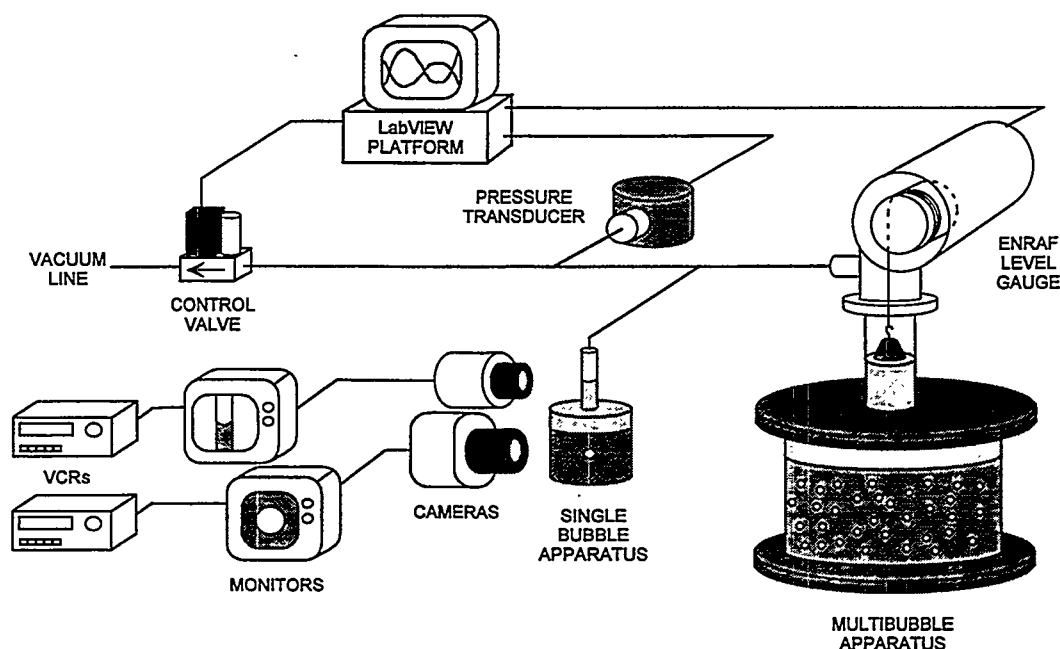 LabVIEW
PLATFORM
PRESSURE
TRANSDUCER
ENRAF
LEVEL
GAUGE
VACUUM
LINE
CONTROL
VALVE
VCRs
CAMERAS
SINGLE
BUBBLE
APPARATUS
MONITORS
MULTIBUBBLE
APPARATUS